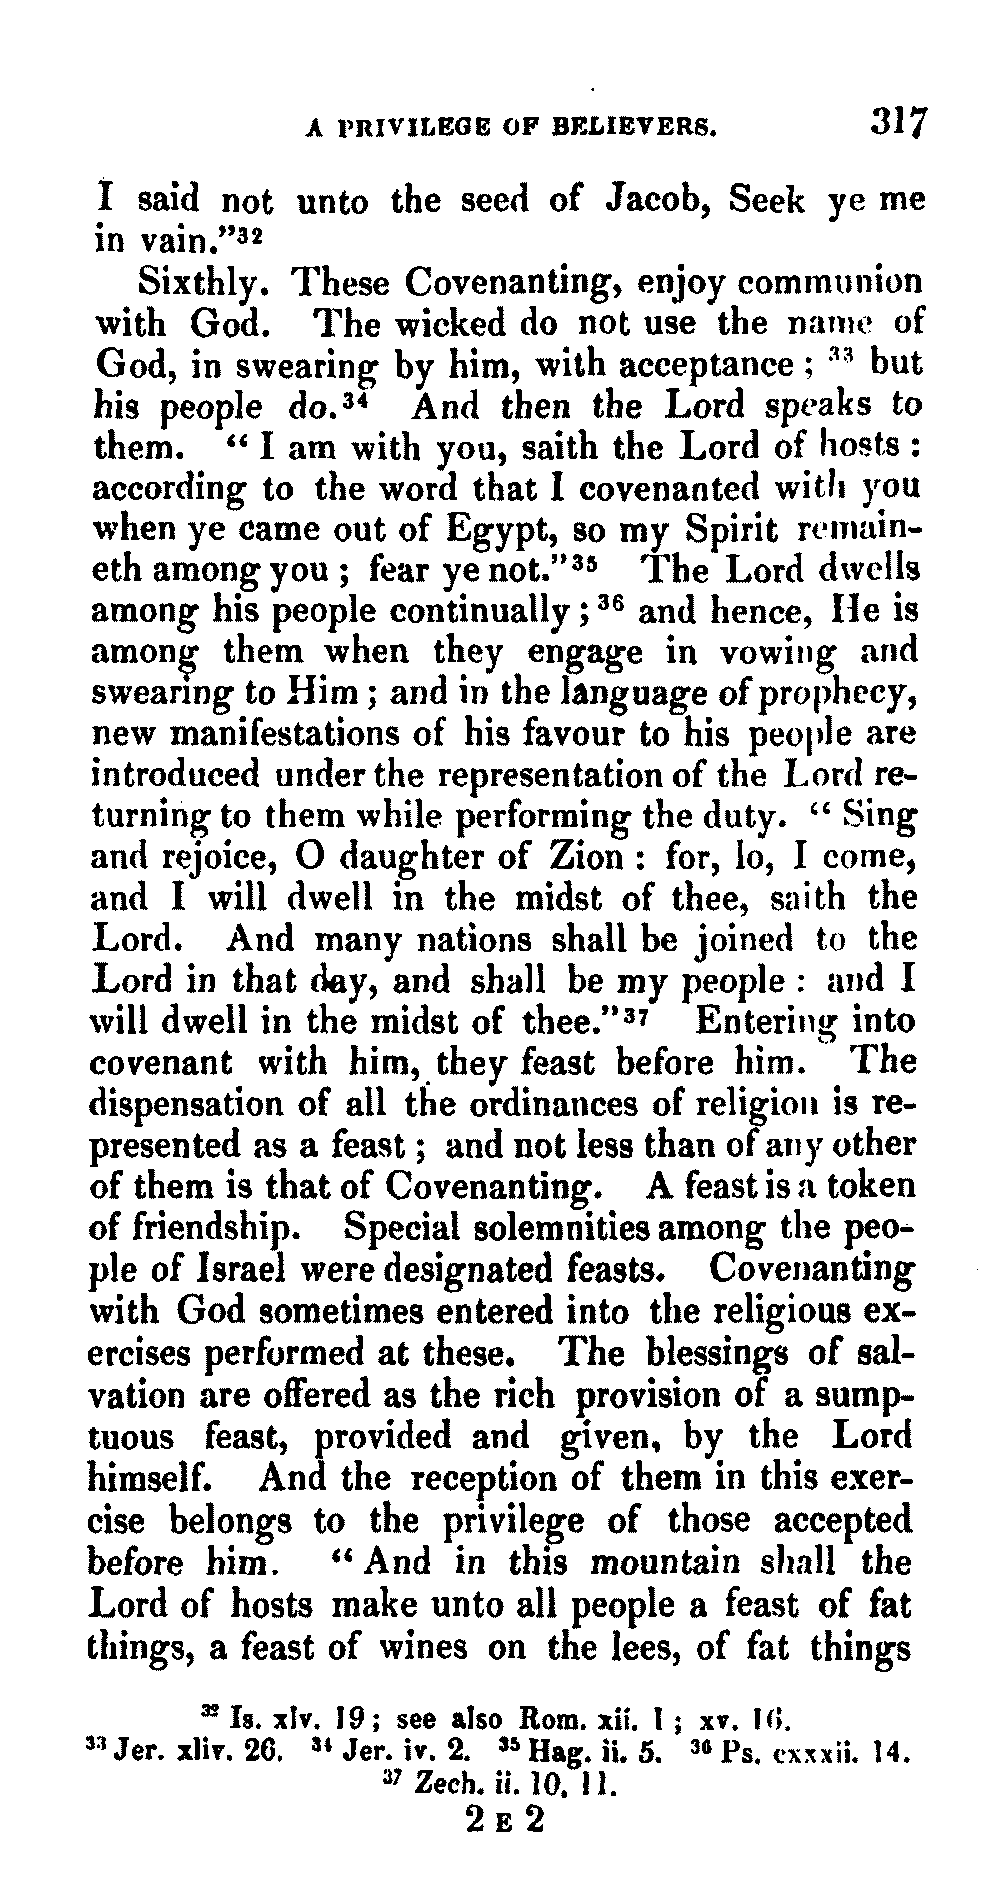 A PRIVILEGE OF BELIEVERS. 317
I said not unto the seed of Jacob, Seek ye me
in vain.”³²
Sixthly. These Covenanting, enjoy communion
with God. The wicked do not use the name of
God, in swearing by him, with acceptance ; ³³ but
his people do.³⁴ And then the Lord speaks to
them. “ I am with you, saith the Lord of hosts :
according to the word that I covenanted with you
when ye came out of Egypt, so my Spirit remain-
eth among you ; fear ye not.”³⁵ The Lord dwells
among his people continually ; ³⁶ and hence, He is
among them when they engage in vowing and
swearing to Him ; and in the language of prophecy,
new manifestations of his favour to his people are
introduced under the representation of the Lord re-
turning to them while performing the duty. “ Sing
and rejoice, O daughter of Zion : for, lo, I come,
and I will dwell in the midst of thee, saith the
Lord. And many nations shall be joined to the
Lord in that day, and shall be my people : and I
will dwell in the midst of thee.”³⁷ Entering into
covenant with him, they feast before him. The
dispensation of all the ordinances of religion is re-
presented as a feast ; and not less than of any other
of them is that of Covenanting. A feast is a token
of friendship. Special solemnities among the peo-
ple of Israel were designated feasts. Covenanting
with God sometimes entered into the religious ex-
ercises performed at these. The blessings of sal-
vation are offered as the rich provision of a sump-
tuous feast, provided and given, by the Lord
himself. And the reception of them in this exer-
cise belongs to the privilege of those accepted
before him. “ And in this mountain shall the
Lord of hosts make unto all people a feast of fat
things, a feast of wines on the lees, of fat things
³² Is. xlv. 19 ; see also Rom. xii. 1 ; xv. 16.
³³ Jer. xliv. 26. ³⁴ Jer. iv. 2. ³⁵ Hag. ii. 5. ³⁶ Ps. cxxxii. 14.
³⁷ Zech. ii. 10, 11.
2 E 2